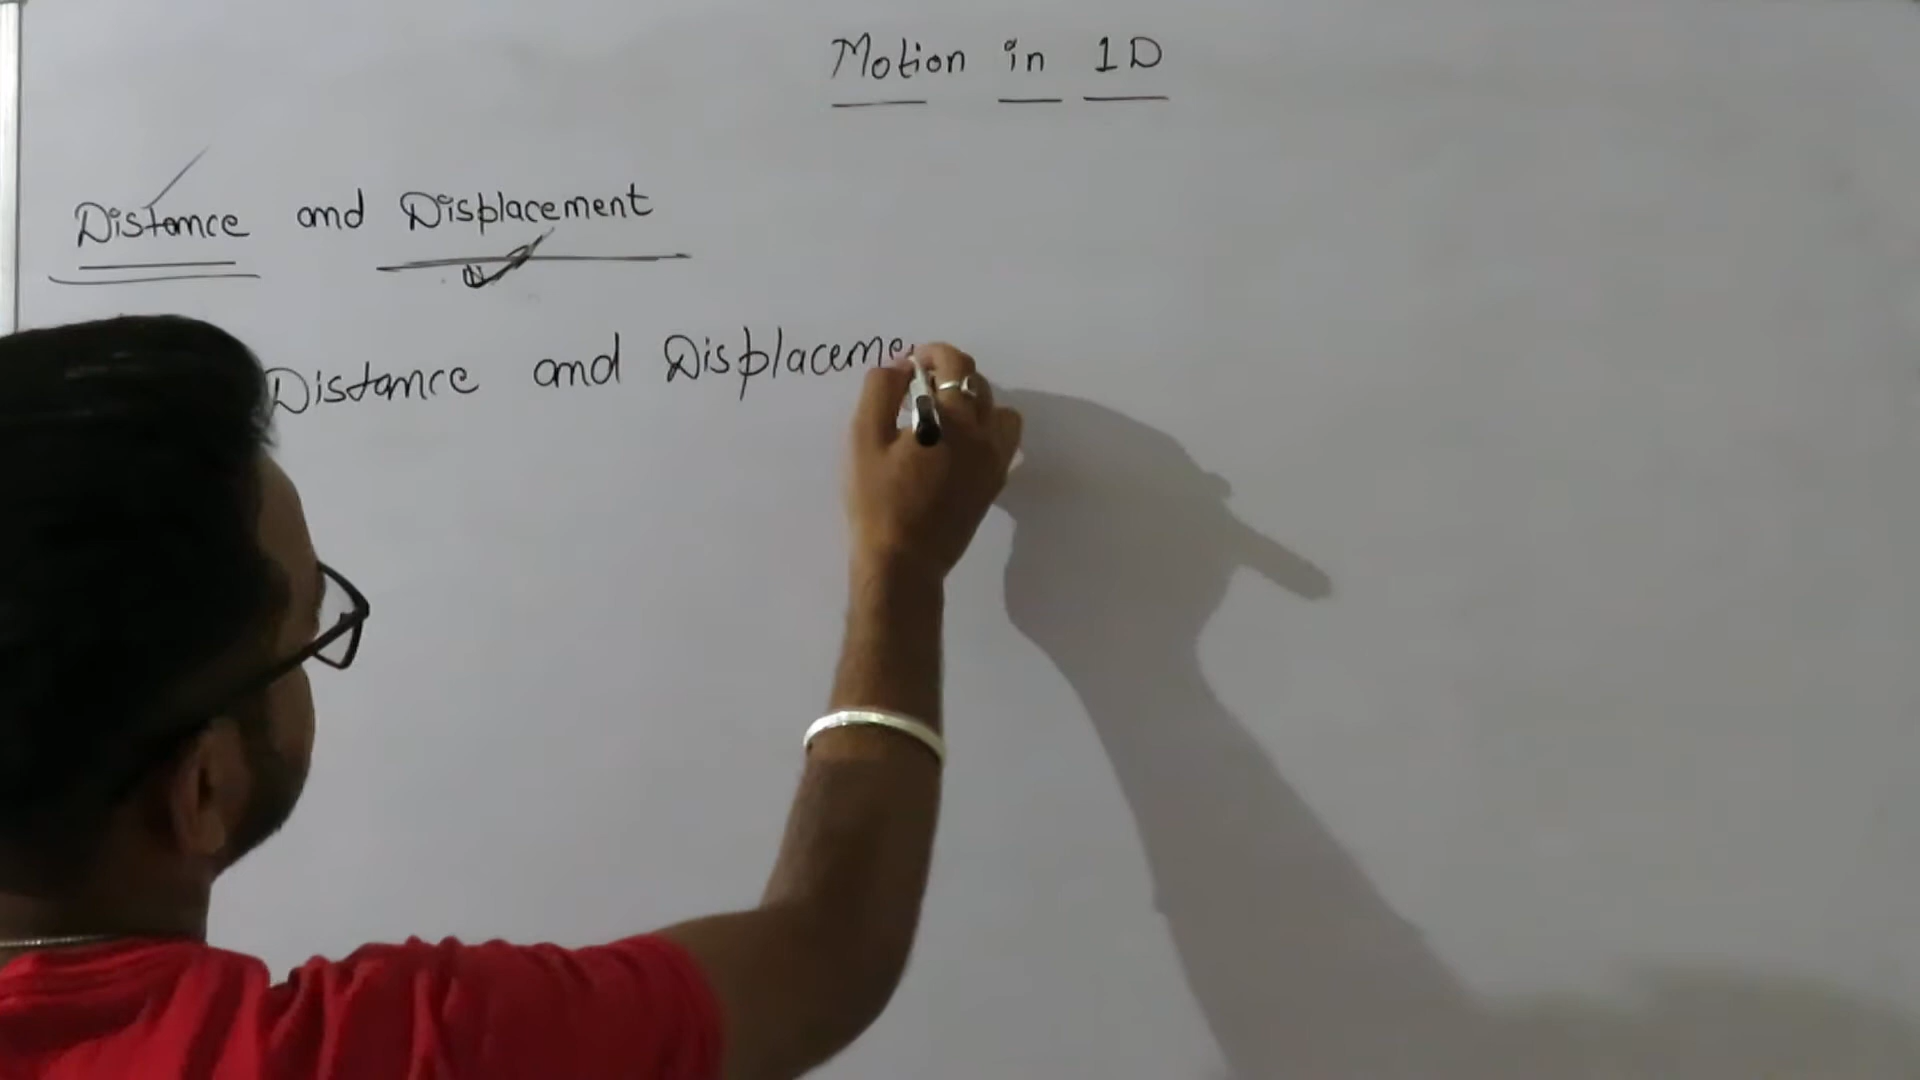 Motion in 1D
Distance and Displacement
Distance and Displaceme